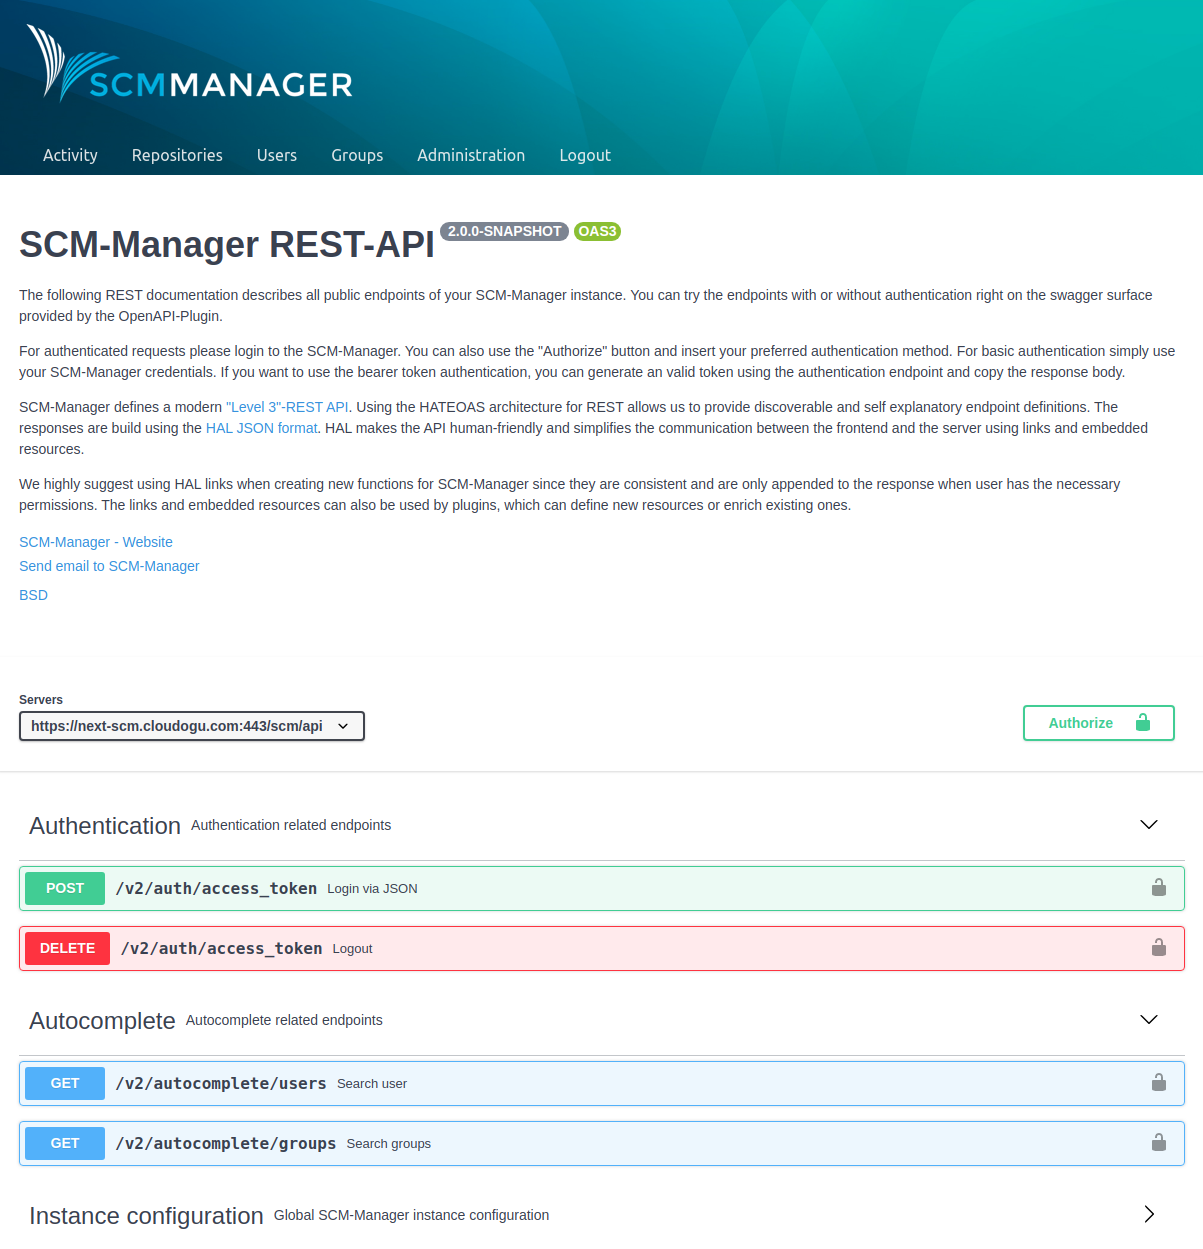 SCMMANAGER
Activity Repositories Users Groups Administration Logout
SCM-Manager REST-API 2.0.0-SNAPSHOT OAS3
The following REST documentation describes all public endpoints of your SCM-Manager instance. You can try the endpoints with or without authentication right on the swagger surface
provided by the OpenAPI-Plugin.
For authenticated requests please login to the SCM-Manager. You can also use the "Authorize" button and insert your preferred authentication method. For basic authentication simply use
your SCM-Manager credentials. If you want to use the bearer token authentication, you can generate an valid token using the authentication endpoint and copy the response body.
SCM-Manager defines a modern "Level 3"-REST API. Using the HATEOAS architecture for REST allows us to provide discoverable and self explanatory endpoint definitions. The
responses are build using the HAL JSON format. HAL makes the API human-friendly and simplifies the communication between the frontend and the server using links and embedded
resources.
We highly suggest using HAL links when creating new functions for SCM-Manager since they are consistent and are only appended to the response when user has the necessary
permissions. The links and embedded resources can also be used by plugins, which can define new resources or enrich existing ones.
SCM-Manager - Website
Send email to SCM-Manager
BSD
Servers
https://next-scm.cloudogu.com:443/scm/api
Authorize
Authentication Authentication related endpoints
POST /v2/auth/access_token Login via JSON
DELETE /v2/auth/access_token Logout
Autocomplete Autocomplete related endpoints
GET /v2/autocomplete/users Search user
GET /v2/autocomplete/groups Search groups
Instance configuration Global SCM-Manager instance configuration